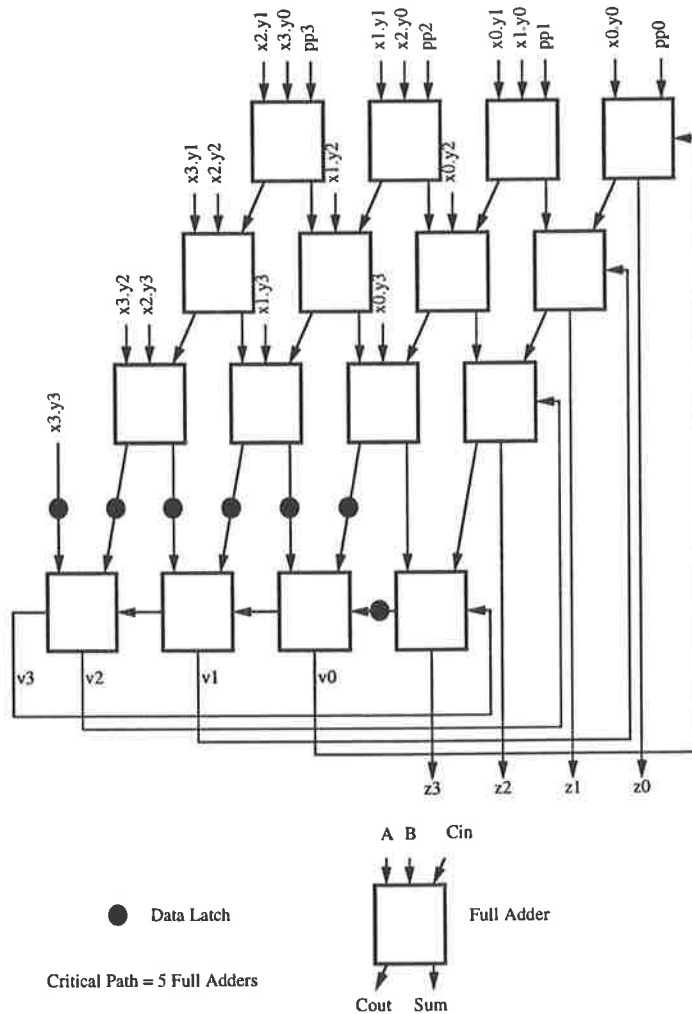 x2.y1
x3.y0
pp3
x1.y1
x2.y0
pp2
x0.y1
x1.y0
pp1
x0.y0
pp0
x3.y1
x2.y2
x1.y2
x0.y2
x3.y2
x2.y3
x1.y3
x0.y3
x3.y3
v3
v2
v1
v0
z3
z2
z1
z0
A B Cin
Data Latch
Full Adder
Critical Path = 5 Full Adders
Cout Sum